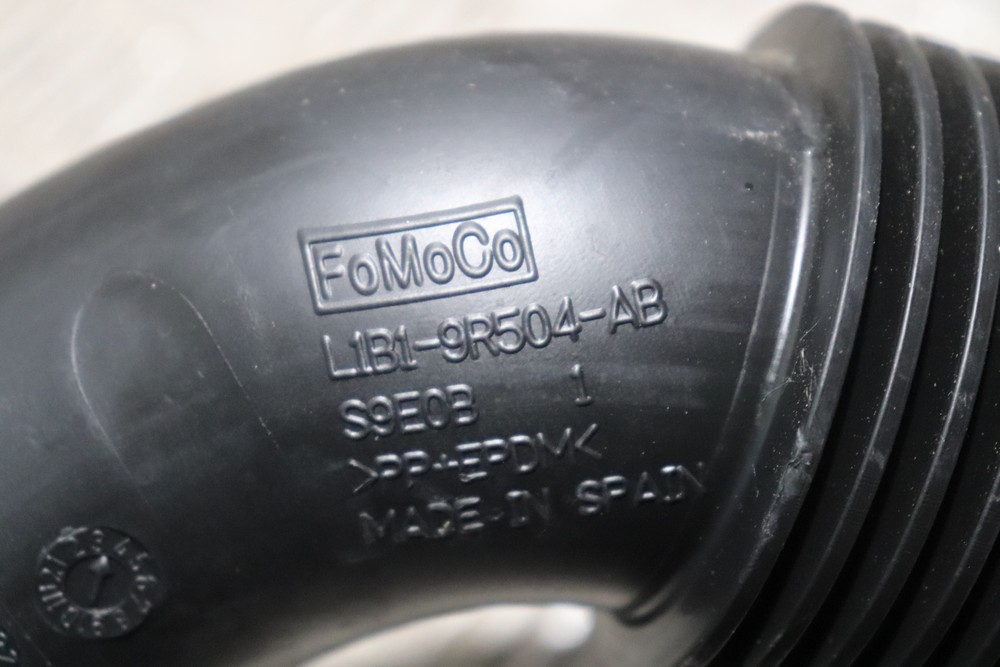 FoMoCo
L1B1-9R504-AB
S9E0B 1
>PP+EPDM<
MADE-IN SPAIN